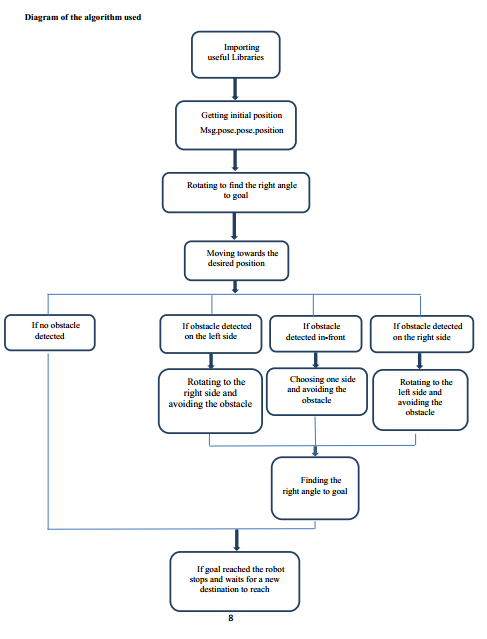 Diagram of the algorithm used
Importing
useful Libraries
Getting initial position
Msg.pose.pose.position
Rotating to find the right angle
to goal
Moving towards the
desired position
If no obstacle
detected
If obstacle detected
on the left side
If obstacle
detected in-front
If obstacle detected
on the right side
Rotating to the
right side and
avoiding the obstacle
Choosing one side
and avoiding the
obstacle
Rotating to the
left side and
avoiding the
obstacle
Finding the
right angle to goal
If goal reached the robot
stops and waits for a new
destination to reach
8